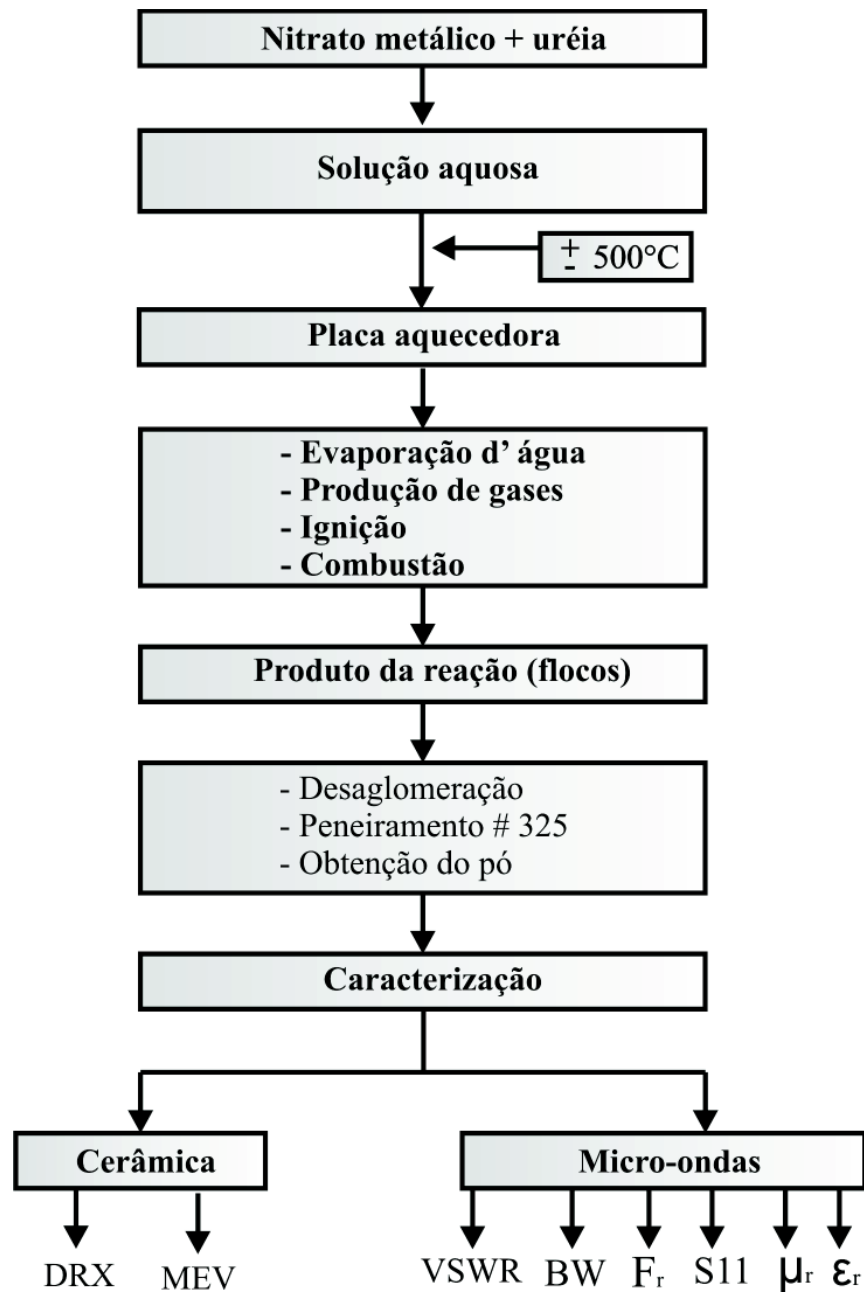 Nitrato metálico + uréia
Solução aquosa
± 500°C
Placa aquecedora
- Evaporação d’ água
- Produção de gases
- Ignição
- Combustão
Produto da reação (flocos)
- Desaglomeração
- Peneiramento # 325
- Obtenção do pó
Caracterização
Cerâmica
Micro-ondas
DRX MEV
VSWR BW Fr S11 μr εr